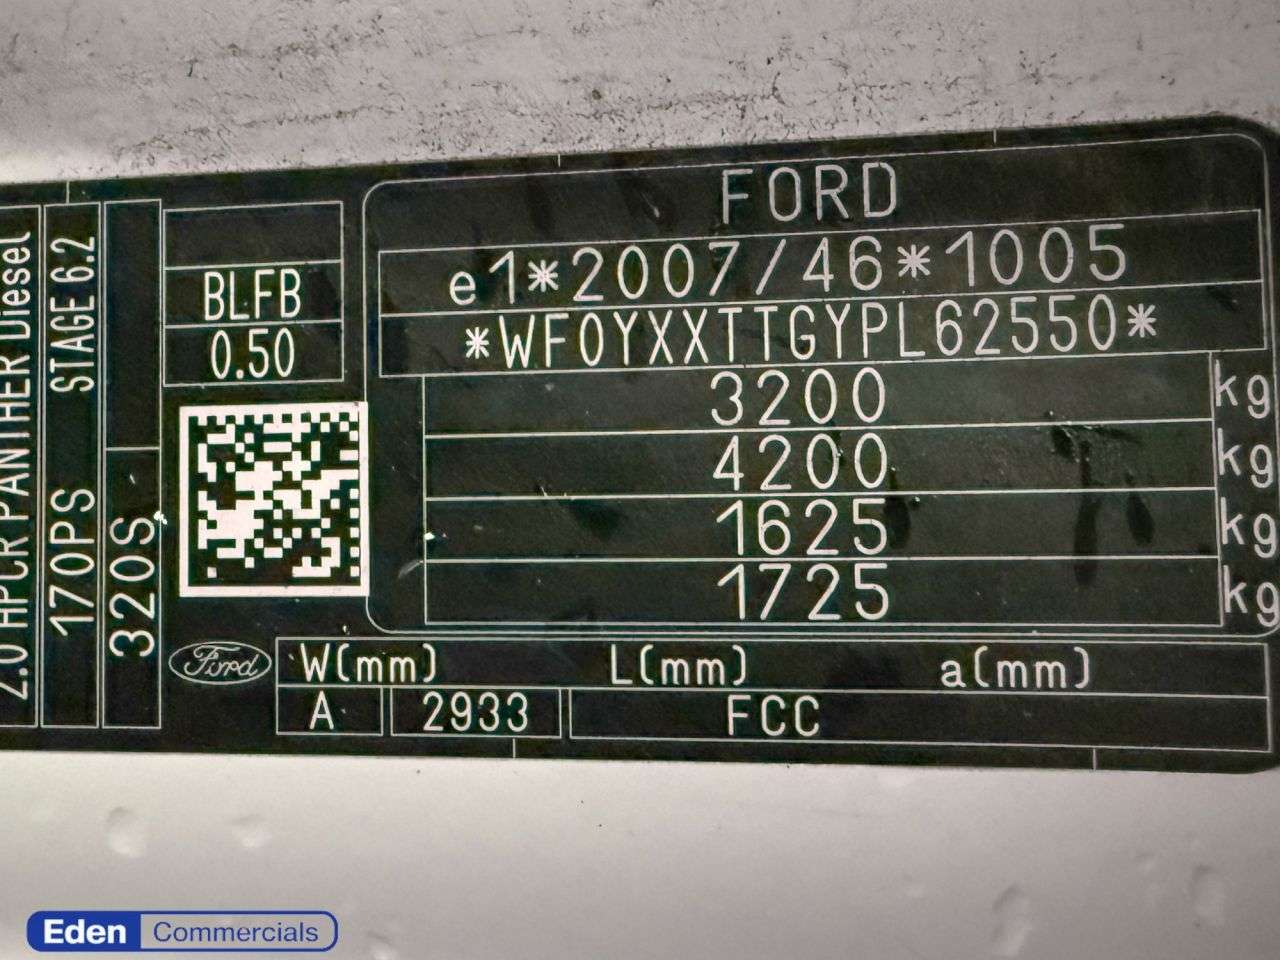 2.0 APCR PANTHER Diesel
170PS STAGE 6.2
320S
BLFB
0.50
FORD
e1*2007/46*1005
*WF0YXXTTGYPL62550*
3200 kg
4200 kg
1625 kg
1725 kg
Ford
W(mm) L(mm) a(mm)
A 2933 FCC
Eden Commercials